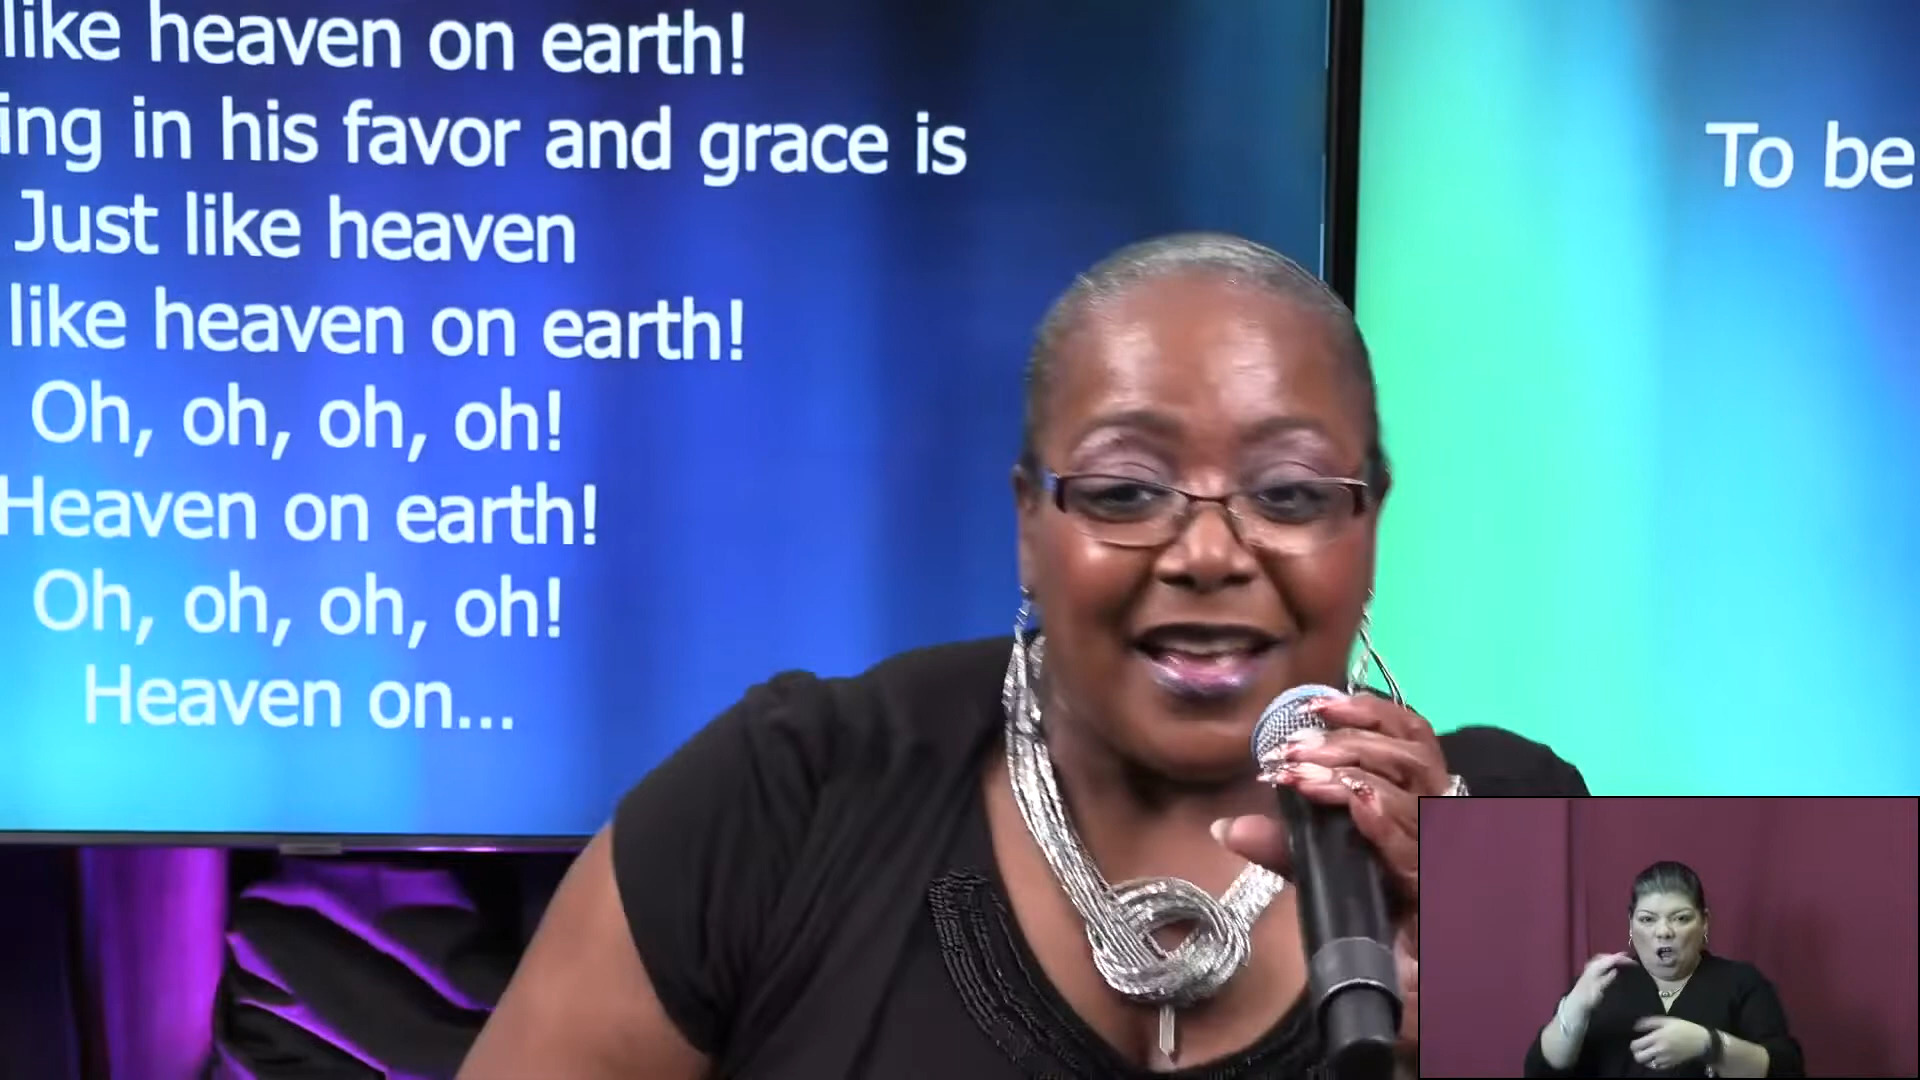 like heaven on earth!
ing in his favor and grace is
Just like heaven
like heaven on earth!
Oh, oh, oh, oh!
Heaven on earth!
Oh, oh, oh, oh!
Heaven on...
To be